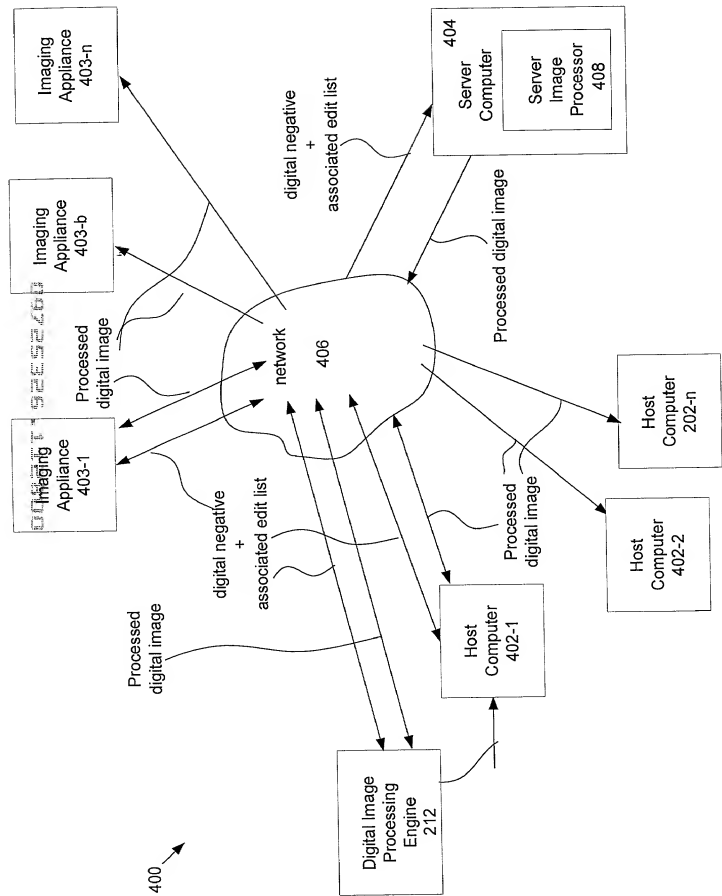 400
Digital Image
Processing
Engine
212
Processed
digital image
digital negative
+
associated edit list
Imaging
Appliance
403-1
Processed
digital image
Imaging
Appliance
403-b
Imaging
Appliance
403-n
network
406
Host
Computer
402-1
Processed
digital image
Host
Computer
402-2
Host
Computer
202-n
digital negative
+
associated edit list
Processed digital image
404
Server
Computer
Server
Image
Processor
408